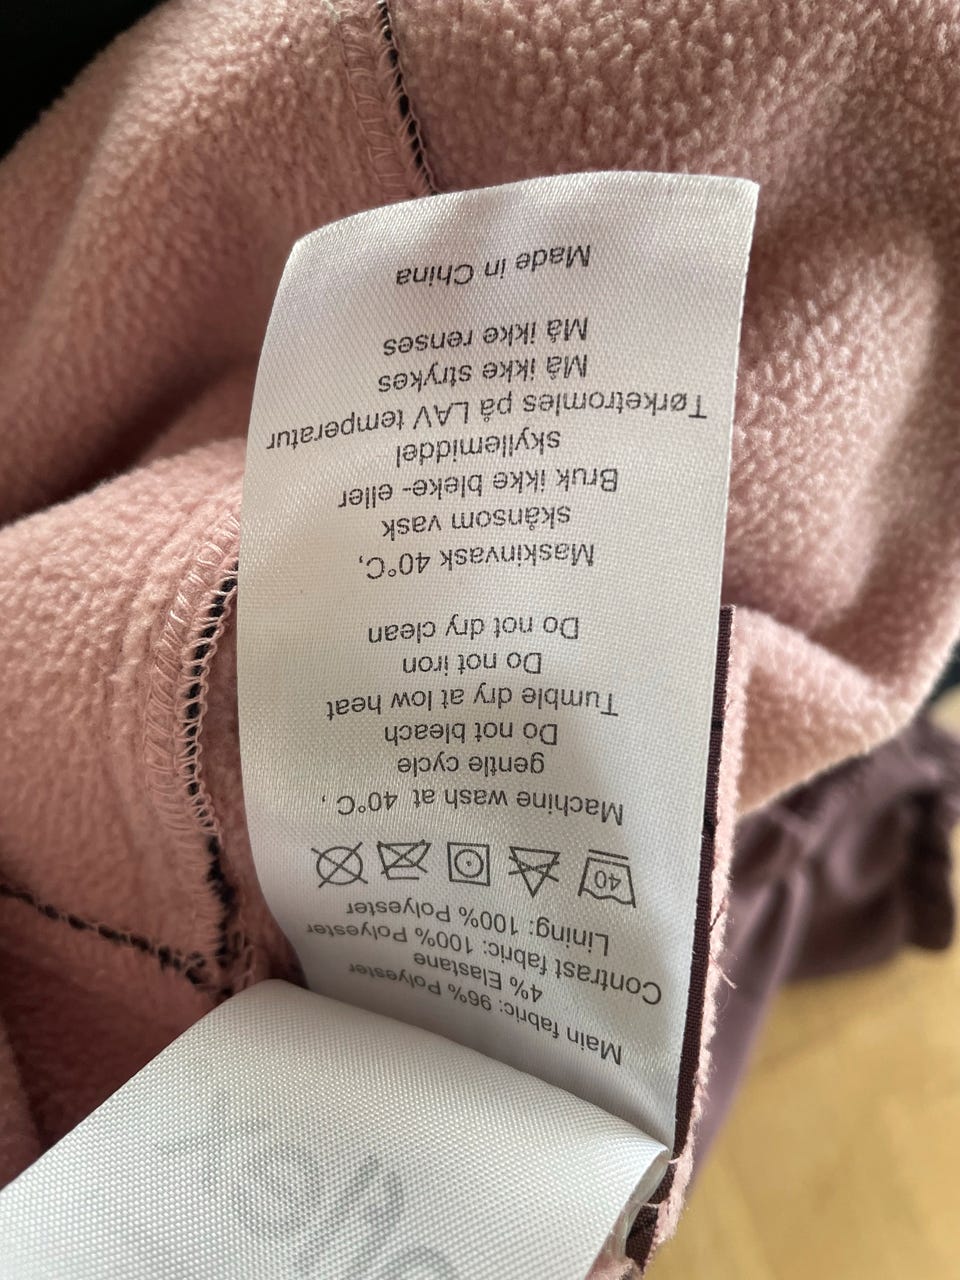 Main fabric: 96% Polyester
4% Elastane
Contrast fabric: 100% Polyester
Lining: 100% Polyester
40
Machine wash at 40°C ,
gentle cycle
Do not bleach
Tumble dry at low heat
Do not iron
Do not dry clean
Maskinvask 40°C,
skånsom vask
Bruk ikke bleke- eller
skyllemiddel
Tørketromles på LAV temperatur
Må ikke strykes
Må ikke renses
Made in China